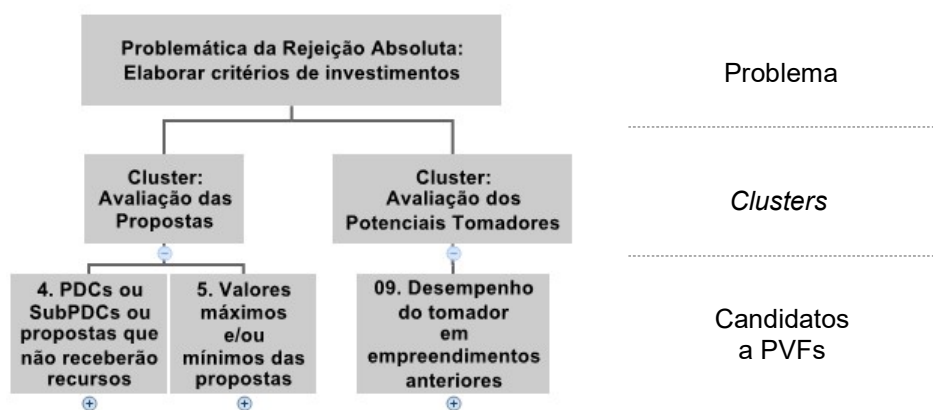 Problemática da Rejeição Absoluta:
Elaborar critérios de investimentos
Problema
Cluster:
Avaliação das
Propostas
Cluster:
Avaliação dos
Potenciais Tomadores
Clusters
4. PDCs ou
SubPDCs ou
propostas que
não receberão
recursos
5. Valores
máximos
e/ou
mínimos das
propostas
09. Desempenho
do tomador
em
empreendimentos
anteriores
Candidatos
a PVFs